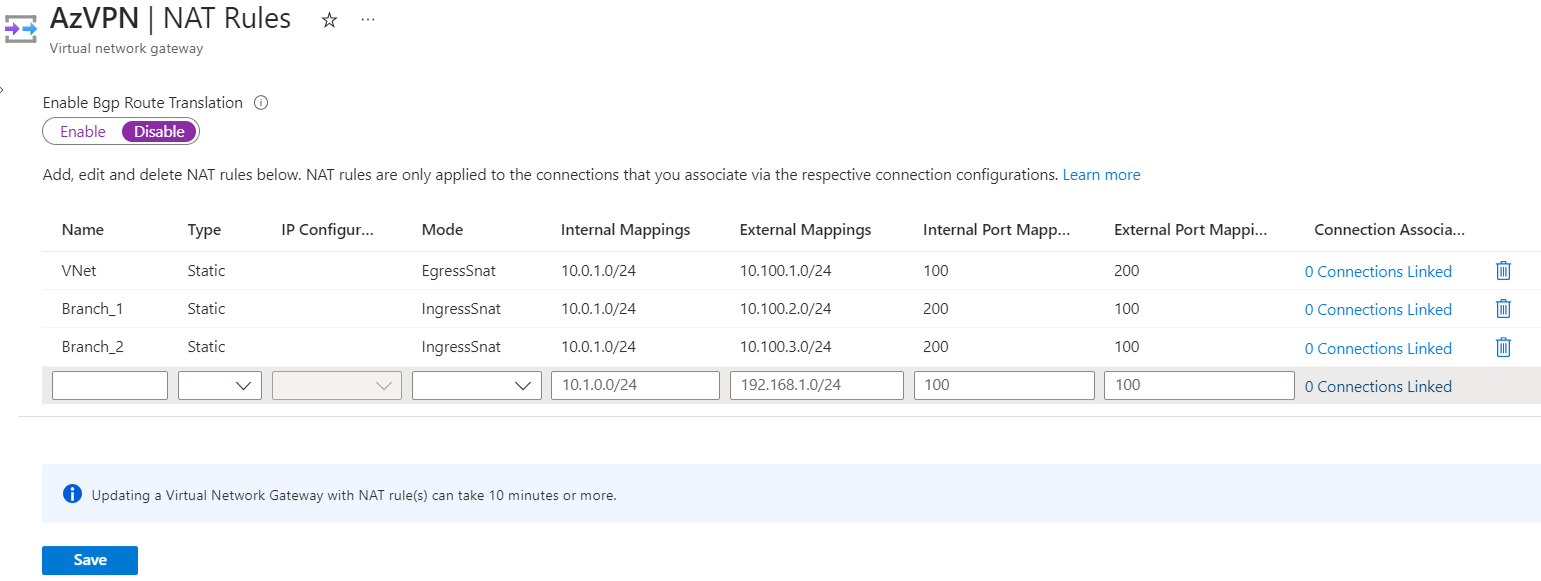 AzVPN | NAT Rules
Virtual network gateway
Enable Bgp Route Translation
Enable Disable
Add, edit and delete NAT rules below. NAT rules are only applied to the connections that you associate via the respective connection configurations. Learn more
Name Type IP Configur... Mode Internal Mappings External Mappings Internal Port Mapp... External Port Mappi... Connection Associa...
VNet Static EgressSnat 10.0.1.0/24 10.100.1.0/24 100 200 0 Connections Linked
Branch_1 Static IngressSnat 10.0.1.0/24 10.100.2.0/24 200 100 0 Connections Linked
Branch_2 Static IngressSnat 10.0.1.0/24 10.100.3.0/24 200 100 0 Connections Linked
10.1.0.0/24 192.168.1.0/24 100 100 0 Connections Linked
Updating a Virtual Network Gateway with NAT rule(s) can take 10 minutes or more.
Save